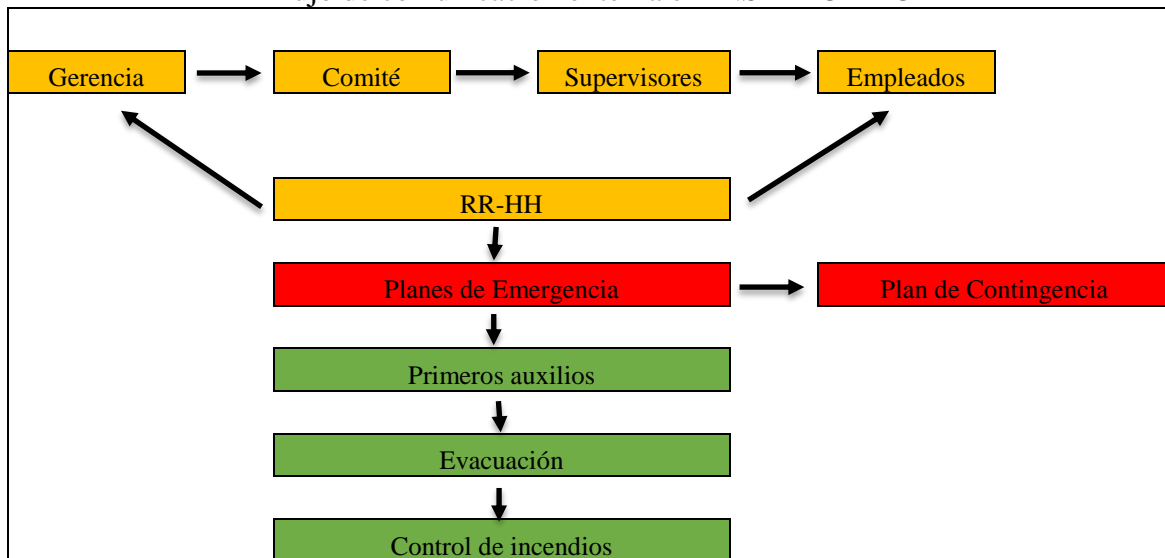 Gerencia
Comité
Supervisores
Empleados
RR-HH
Planes de Emergencia
Plan de Contingencia
Primeros auxilios
Evacuación
Control de incendios